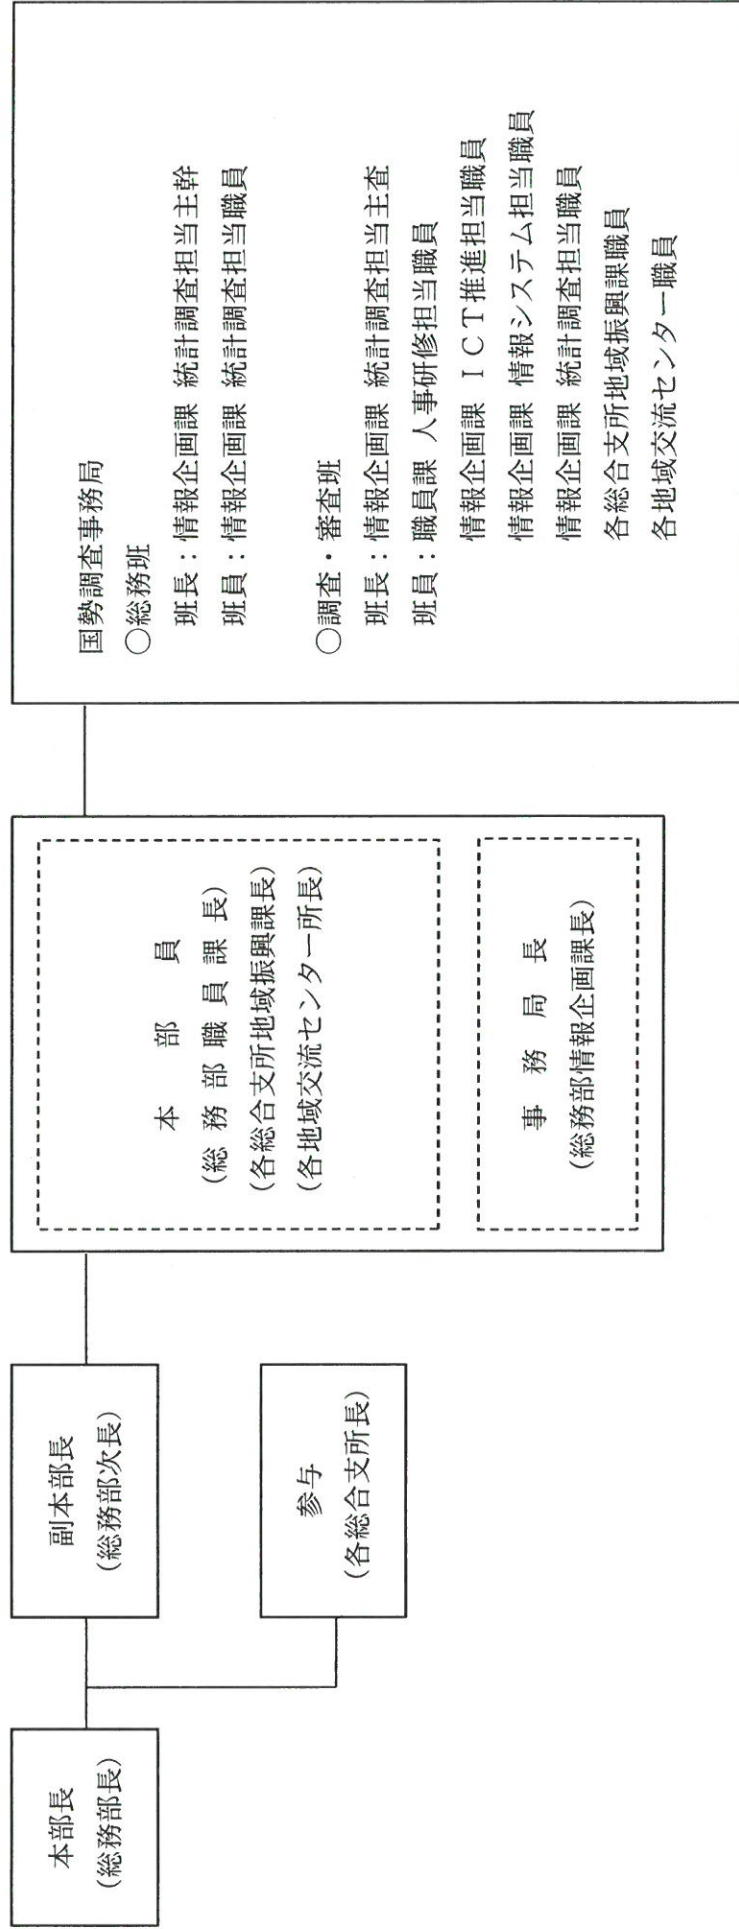 本部長
(総務部長)
副本部長
(総務部次長)
参与
(各総合支所長)
本部員
(総務部職員課長)
(各総合支所地域振興課長)
(各地域交流センター所長)
事務局長
(総務部情報企画課長)
国勢調査事務局
○総務班
班長:情報企画課 統計調査担当主幹
班員:情報企画課 統計調査担当職員
○調査・審査班
班長:情報企画課 統計調査担当主査
班員:職員課 人事研修担当職員
情報企画課 ICT推進担当職員
情報企画課 情報システム担当職員
情報企画課 統計調査担当職員
各総合支所地域振興課職員
各地域交流センター職員